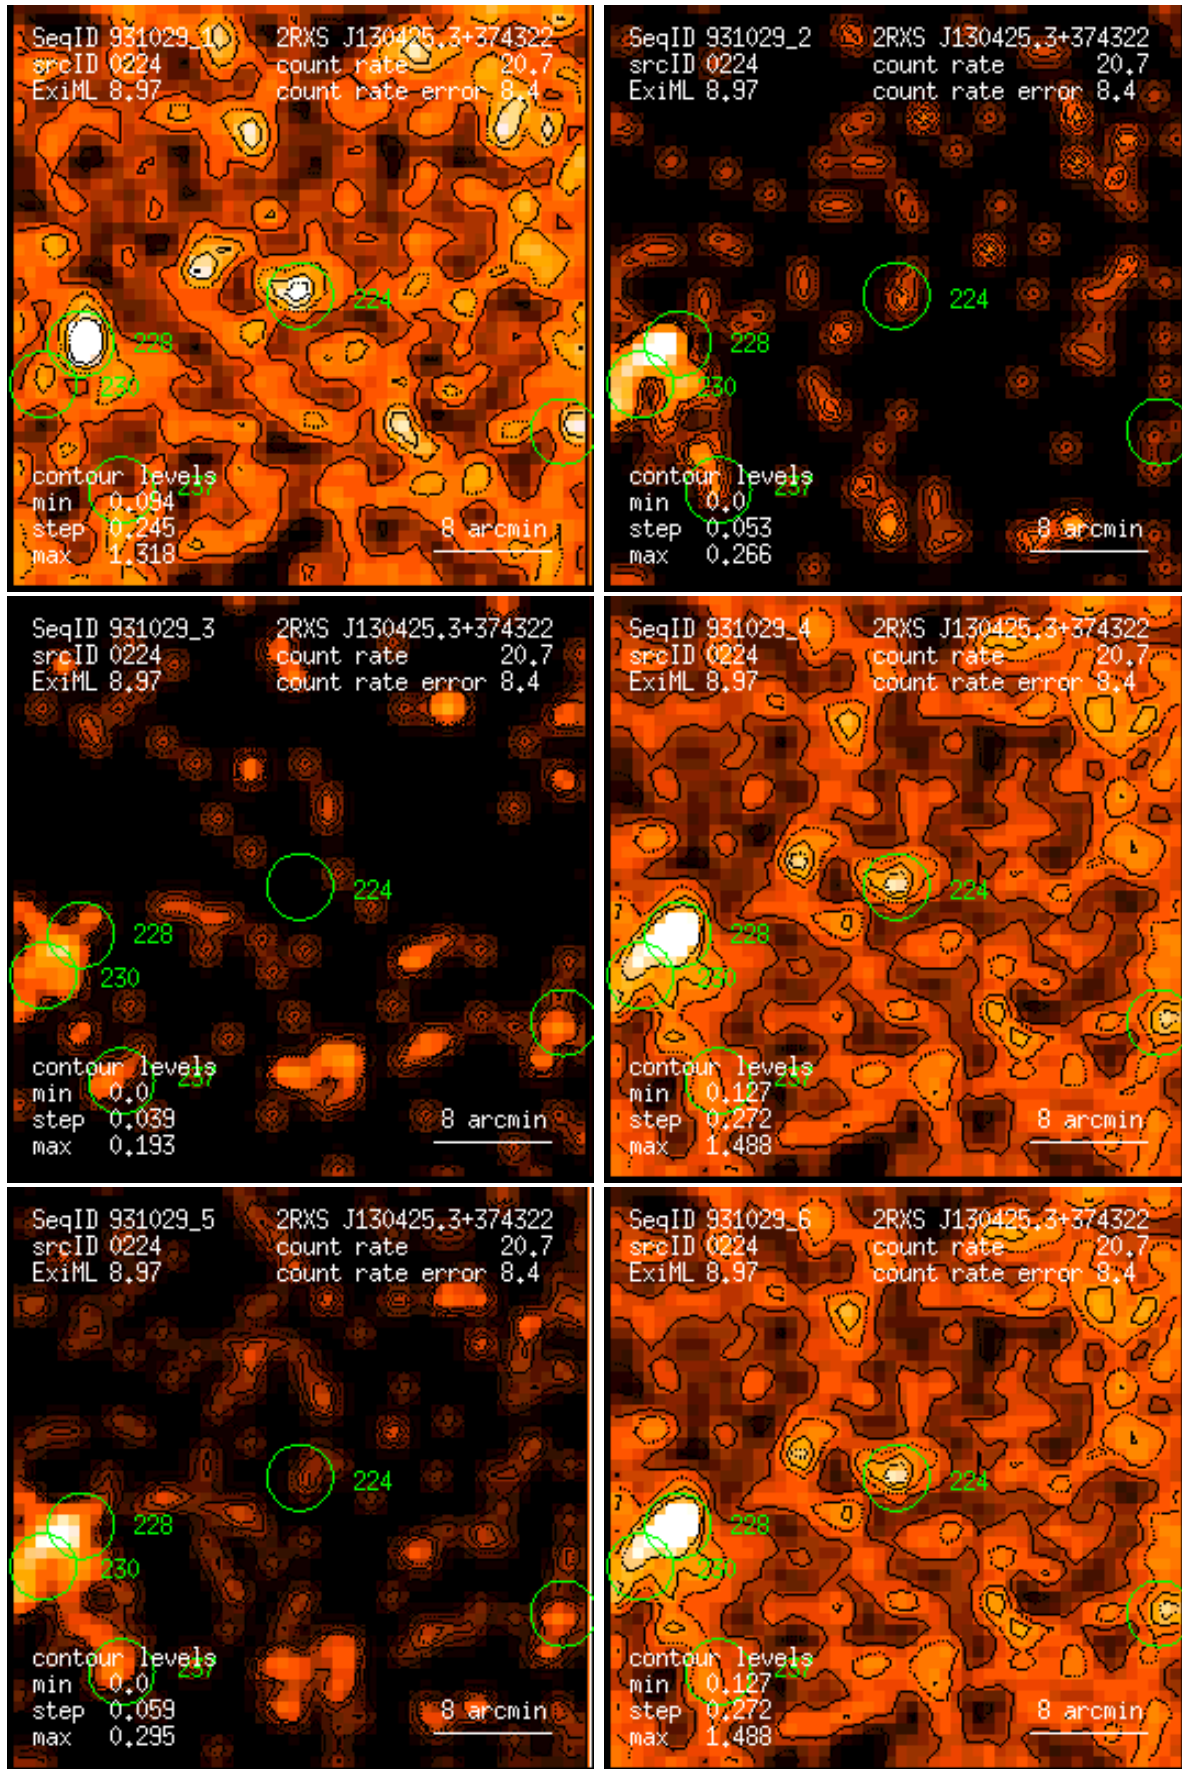 SeqID 931029_1 2RXS J130425.3+374322
srcID 0224 count rate 20.7
ExiML 8.97 count rate error 8.4
224
228
230
contour levels
237
min 0.094
step 0.245 8 arcmin
max 1.318
SeqID 931029_2 2RXS J130425.3+374322
srcID 0224 count rate 20.7
ExiML 8.97 count rate error 8.4
224
228
230
contour levels
237
min 0.0
step 0.053 8 arcmin
max 0.266
SeqID 931029_3 2RXS J130425.3+374322
srcID 0224 count rate 20.7
ExiML 8.97 count rate error 8.4
224
228
230
contour levels
237
min 0.0
step 0.039 8 arcmin
max 0.193
SeqID 931029_4 2RXS J130425.3+374322
srcID 0224 count rate 20.7
ExiML 8.97 count rate error 8.4
224
228
230
contour levels
237
min 0.127
step 0.272 8 arcmin
max 1.488
SeqID 931029_5 2RXS J130425.3+374322
srcID 0224 count rate 20.7
ExiML 8.97 count rate error 8.4
224
228
230
contour levels
237
min 0.0
step 0.059 8 arcmin
max 0.295
SeqID 931029_6 2RXS J130425.3+374322
srcID 0224 count rate 20.7
ExiML 8.97 count rate error 8.4
224
228
230
contour levels
237
min 0.127
step 0.272 8 arcmin
max 1.488